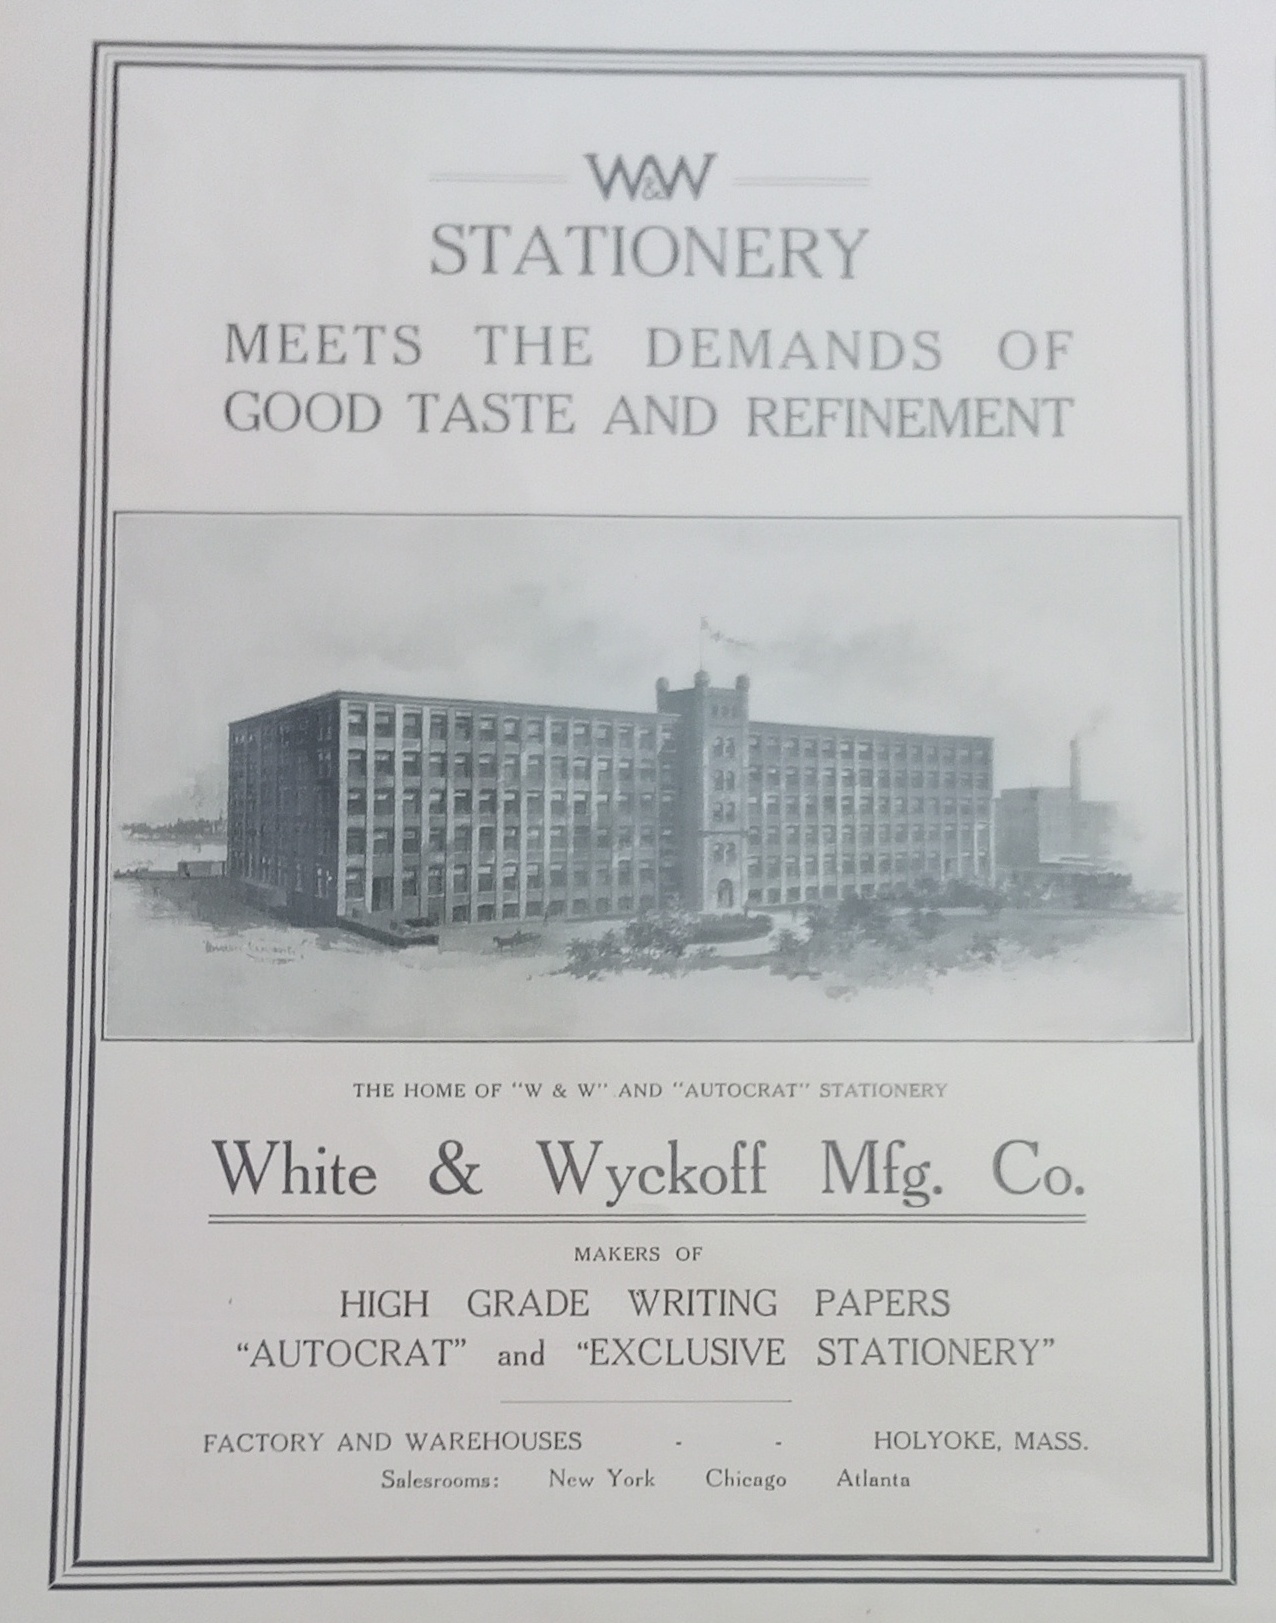 W&W
STATIONERY
MEETS THE DEMANDS OF
GOOD TASTE AND REFINEMENT
THE HOME OF "W & W" AND "AUTOCRAT" STATIONERY
White & Wyckoff Mfg. Co.
MAKERS OF
HIGH GRADE WRITING PAPERS
"AUTOCRAT" and "EXCLUSIVE STATIONERY"
FACTORY AND WAREHOUSES - - HOLYOKE, MASS.
Salesrooms: New York Chicago Atlanta